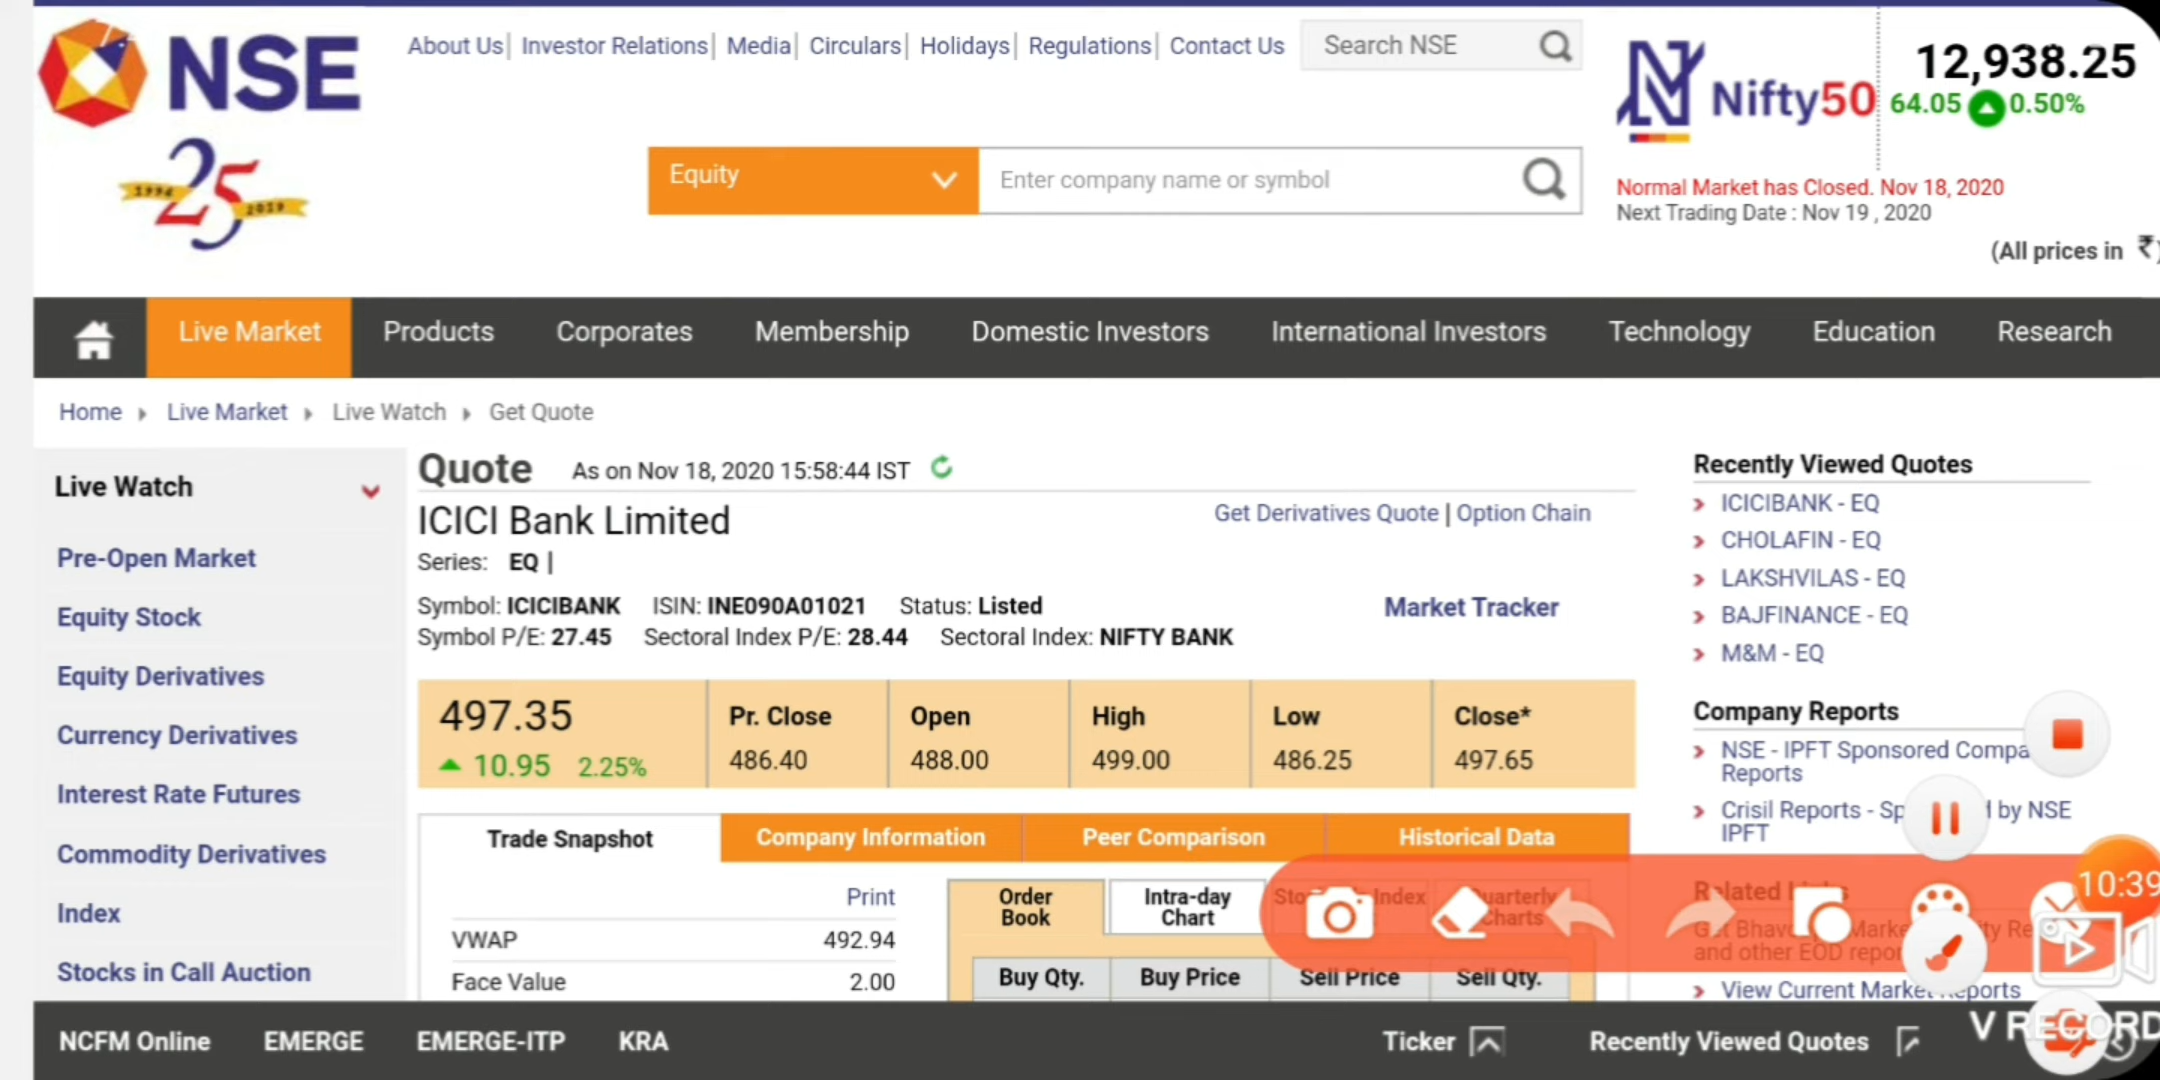 NSE
About Us | Investor Relations | Media | Circulars | Holidays | Regulations | Contact Us
Search NSE
12,938.25
Nifty50
64.05 0.50%
1994 25 2019
Equity
Enter company name or symbol
Normal Market has Closed. Nov 18, 2020
Next Trading Date : Nov 19 , 2020
(All prices in ₹)
Live Market Products Corporates Membership Domestic Investors International Investors Technology Education Research
Home Live Market Live Watch Get Quote
Live Watch
Pre-Open Market
Equity Stock
Equity Derivatives
Currency Derivatives
Interest Rate Futures
Commodity Derivatives
Index
Stocks in Call Auction
Quote As on Nov 18, 2020 15:58:44 IST
ICICI Bank Limited
Get Derivatives Quote | Option Chain
Series: EQ |
Symbol: ICICIBANK ISIN: INE090A01021 Status: Listed
Market Tracker
Symbol P/E: 27.45 Sectoral Index P/E: 28.44 Sectoral Index: NIFTY BANK
497.35 Pr. Close Open High Low Close*
10.95 2.25% 486.40 488.00 499.00 486.25 497.65
Trade Snapshot Company Information Peer Comparison Historical Data
Print
VWAP 492.94
Face Value 2.00
Order Book
Intra-day Chart
Index
Charts
Buy Qty. Buy Price Sell Price Sell Qty.
Recently Viewed Quotes
ICICIBANK - EQ
CHOLAFIN - EQ
LAKSHVILAS - EQ
BAJFINANCE - EQ
M&M - EQ
Company Reports
NSE - IPFT Sponsored Compa
Reports
Crisil Reports - Sp d by NSE
IPFT
10:39
Related
and other EOD
View Current Market
NCFM Online EMERGE EMERGE-ITP KRA Ticker Recently Viewed Quotes
V RECORD